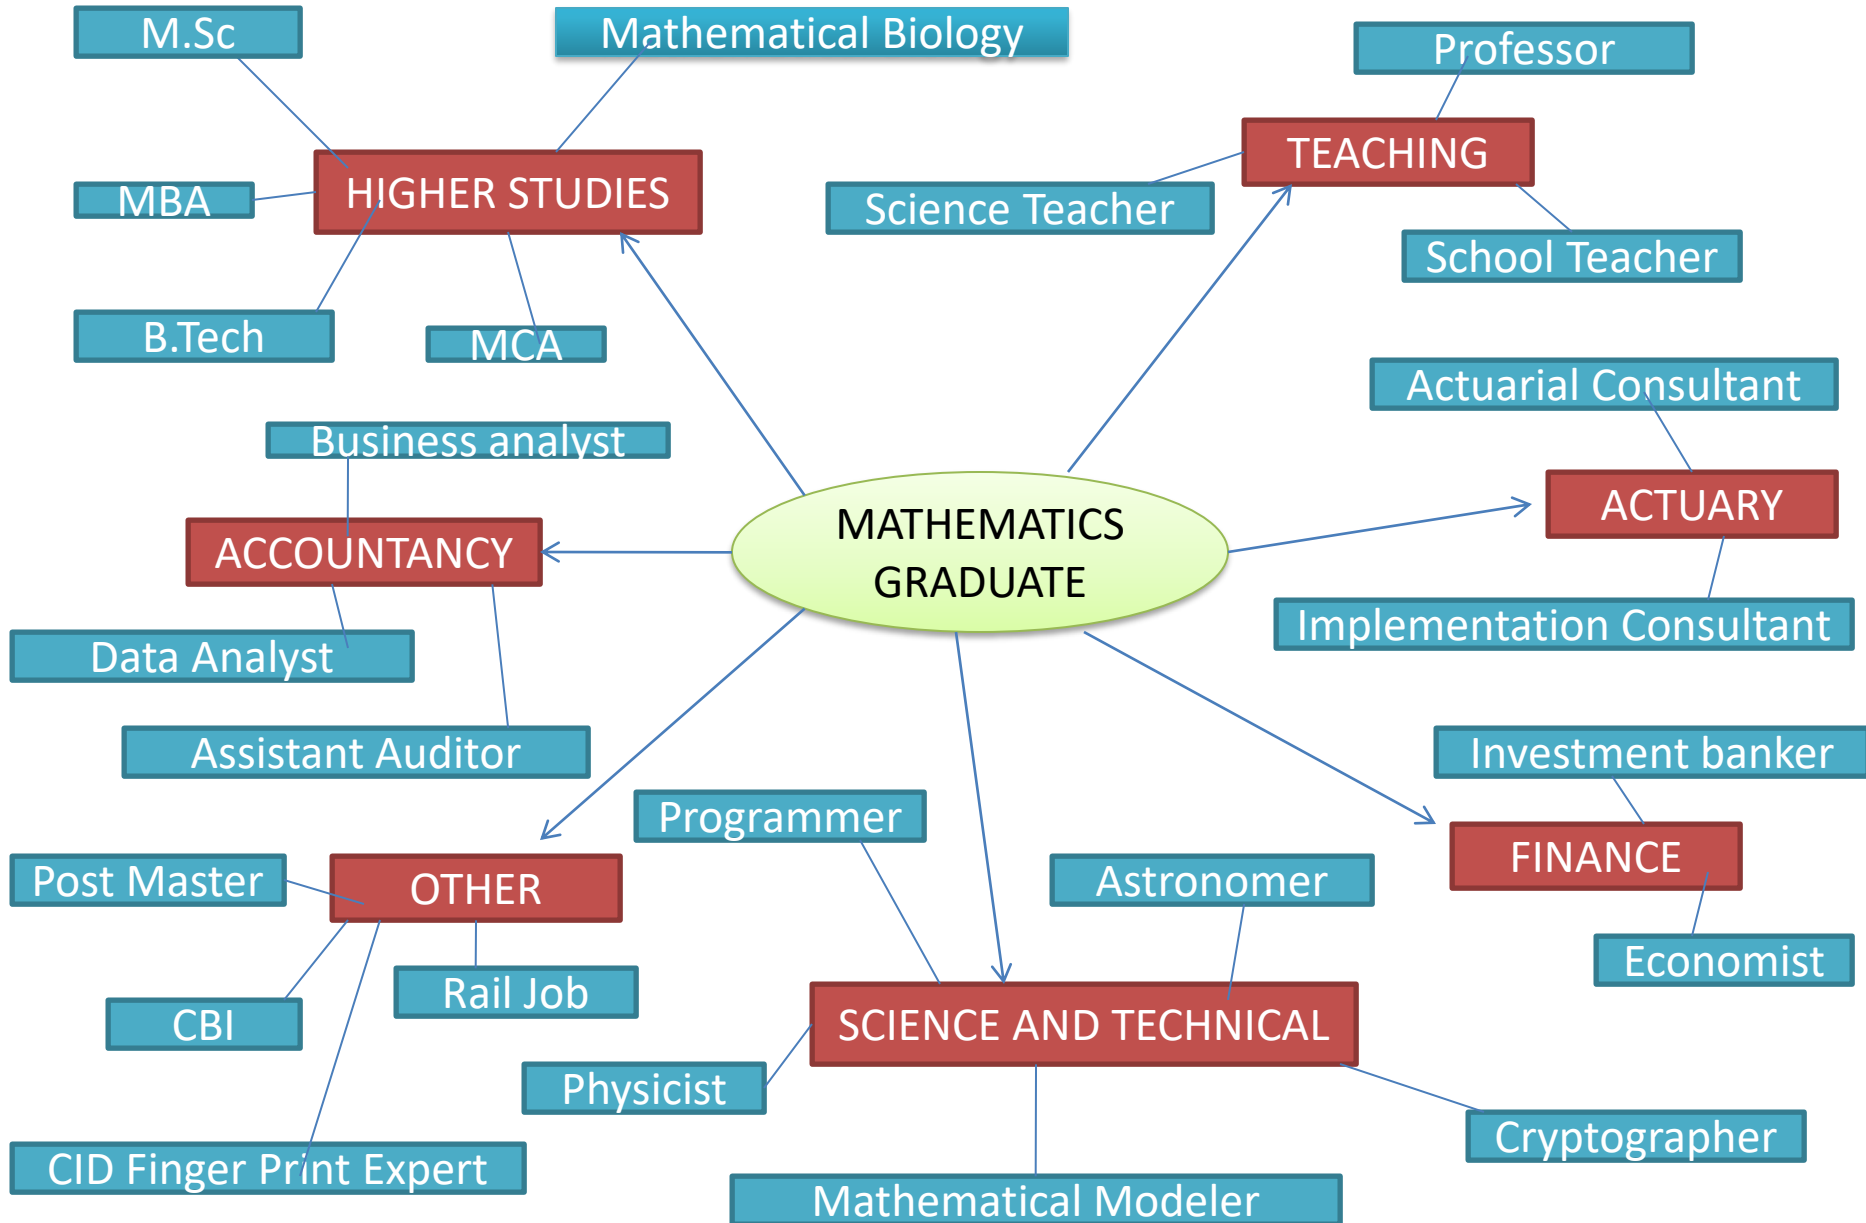 M.Sc
Mathematical Biology
Professor
TEACHING
HIGHER STUDIES
MBA
Science Teacher
School Teacher
B.Tech
MCA
Actuarial Consultant
Business analyst
MATHEMATICS
GRADUATE
ACTUARY
ACCOUNTANCY
Implementation Consultant
Data Analyst
Assistant Auditor
Investment banker
Programmer
FINANCE
Post Master
OTHER
Astronomer
Economist
Rail Job
CBI
SCIENCE AND TECHNICAL
Physicist
Cryptographer
CID Finger Print Expert
Mathematical Modeler